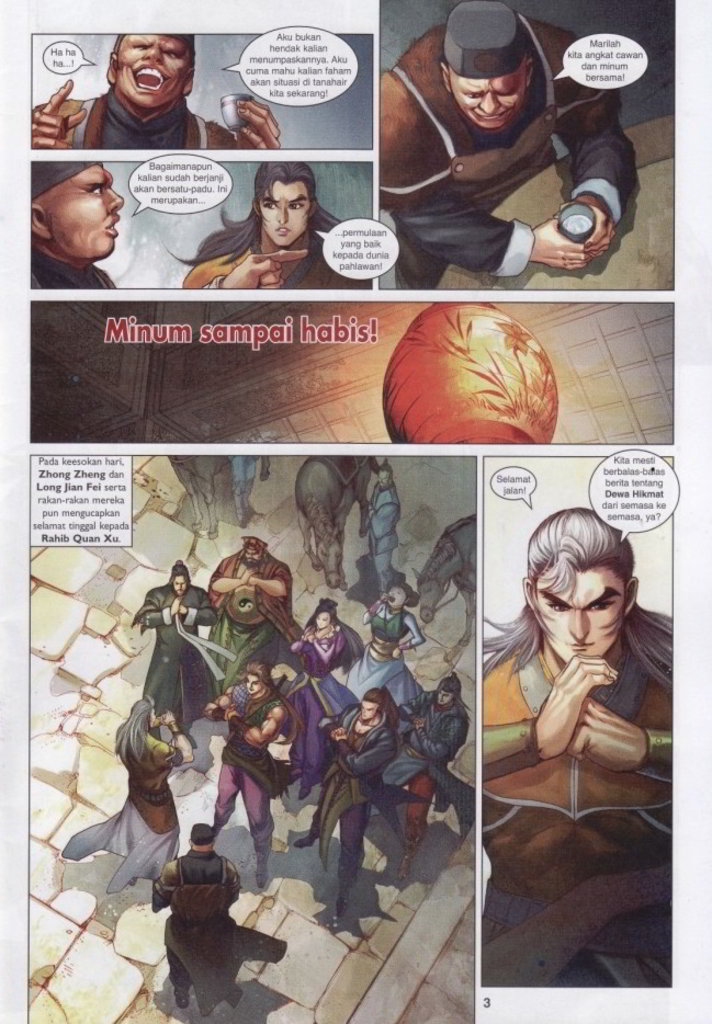 Ha ha
ha...!
Aku bukan
hendak kalian
menumpaskannya. Aku
cuma mahu kalian faham
akan situasi di tanahair
kita sekarang!
Marilah
angkat cawan
dan minum
bersama!
Bagaimanapun
kalian sudah berjanji
akan bersatu-padu. Ini
merupakan...
...permulaan
yang baik
kepada dunia
pahlawan!
Minum sampai habis!
Pada keesokan hari,
Zhong Zheng dan
Long Jian Fei serta
rakan-rakan mereka
pun mengucapkan
selamat tinggal kepada
Rahib Quan Xu.
Selamat
jalan!
Kita mesti
berbalas-balas
berita tentang
Dewa Hikmat
dari semasa ke
semasa, ya?
3